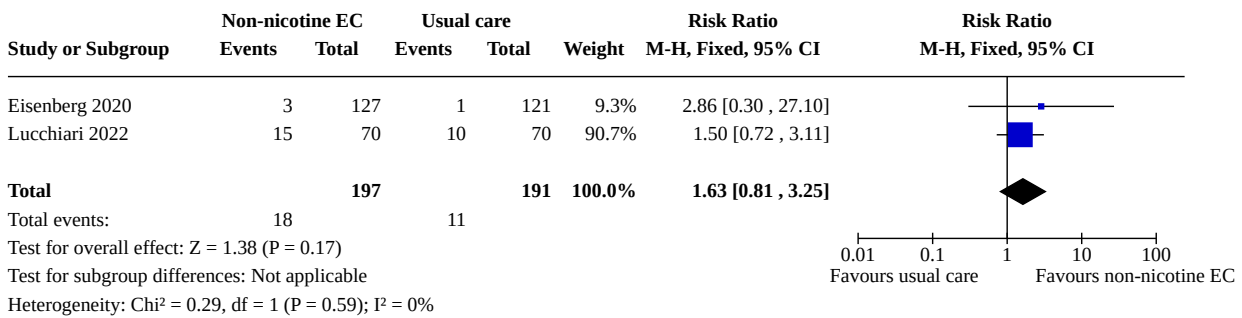 Non-nicotine EC Usual care Risk Ratio Risk Ratio
Study or Subgroup Events Total Events Total Weight M-H, Fixed, 95% CI M-H, Fixed, 95% CI
Eisenberg 2020 3 127 1 121 9.3% 2.86 [0.30 , 27.10]
Lucchiari 2022 15 70 10 70 90.7% 1.50 [0.72 , 3.11]
Total 197 191 100.0% 1.63 [0.81 , 3.25]
Total events: 18 11
Test for overall effect: Z = 1.38 (P = 0.17)
0.01 0.1 1 10 100
Test for subgroup differences: Not applicable
Favours usual care Favours non-nicotine EC
Heterogeneity: Chi² = 0.29, df = 1 (P = 0.59); I² = 0%